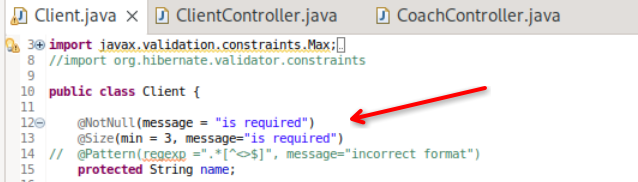 Client.java ClientController.java CoachController.java
3 import javax.validation.constraints.Max;
8 //import org.hibernate.validator.constraints
9
10 public class Client {
11
12 @NotNull(message = "is required")
13 @Size(min = 3, message="is required")
14 // @Pattern(regexp =".*[^<>$]", message="incorrect format")
15 protected String name;